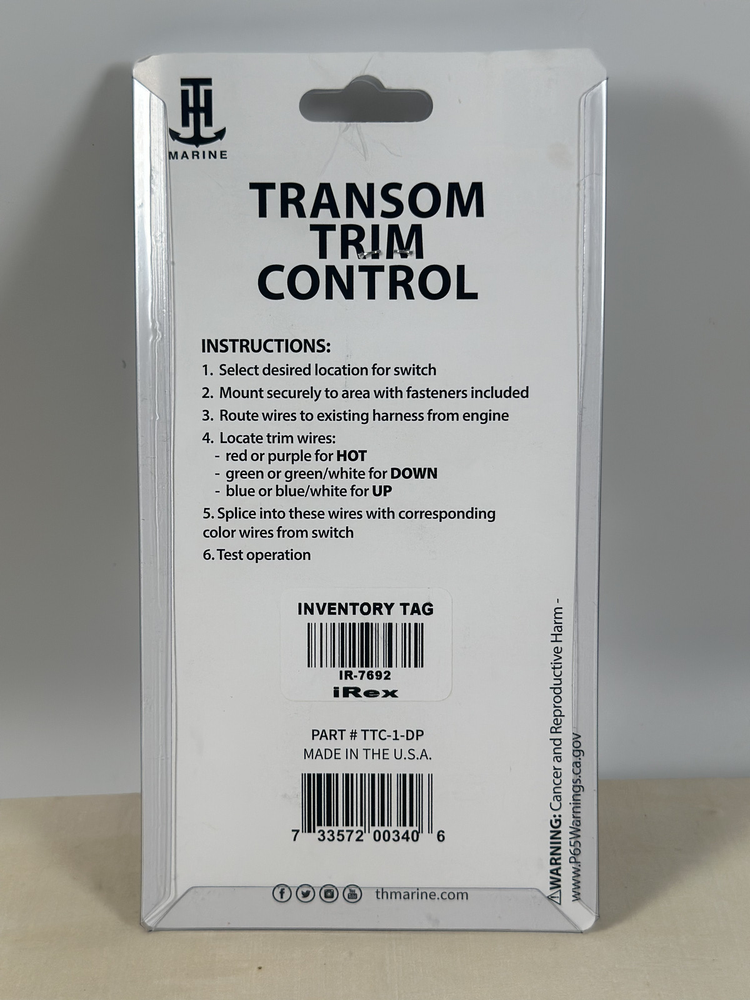 TH
MARINE
TRANSOM
TRIM
CONTROL
INSTRUCTIONS:
1. Select desired location for switch
2. Mount securely to area with fasteners included
3. Route wires to existing harness from engine
4. Locate trim wires:
- red or purple for HOT
- green or green/white for DOWN
- blue or blue/white for UP
5. Splice into these wires with corresponding
color wires from switch
6. Test operation
INVENTORY TAG
IR-7692
iRex
PART # TTC-1-DP
MADE IN THE U.S.A.
7 33572 00340 6
thmarine.com
⚠WARNING: Cancer and Reproductive Harm -
www.P65Warnings.ca.gov